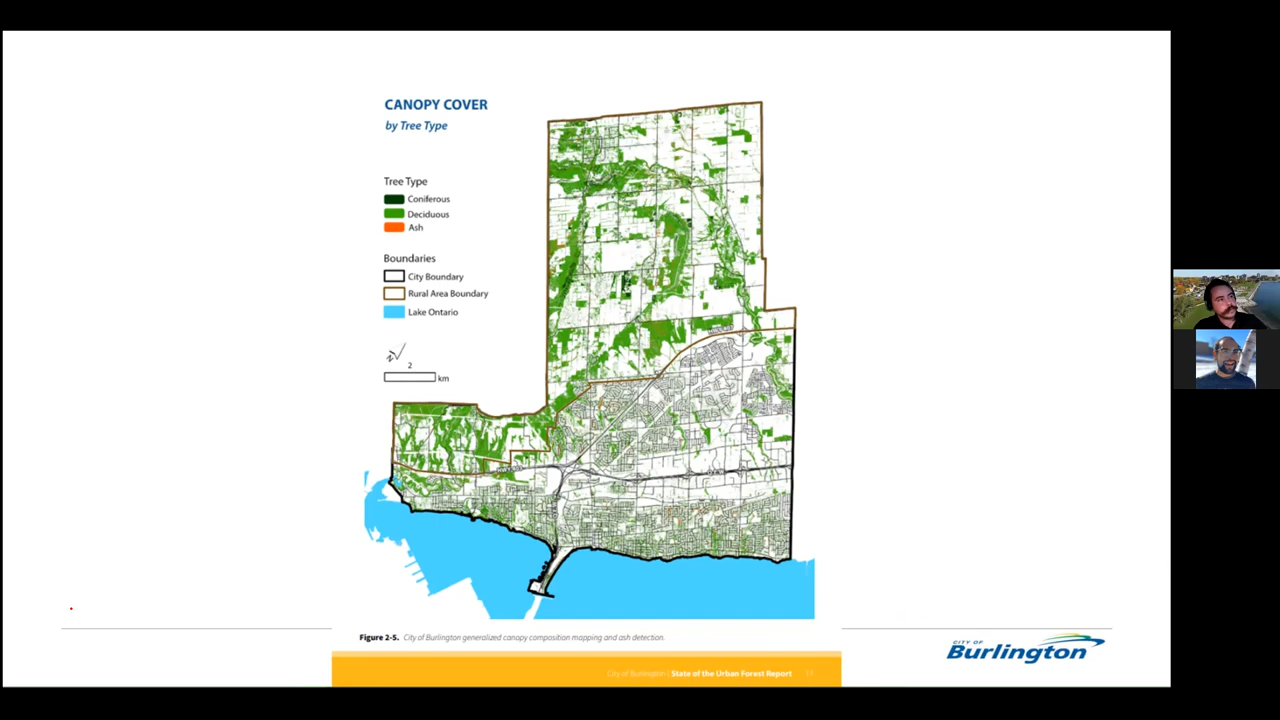 CANOPY COVER
by Tree Type
Tree Type
Coniferous
Deciduous
Ash
Boundaries
City Boundary
Rural Area Boundary
Lake Ontario
2
km
Figure 2-5. City of Burlington generalized canopy composition mapping and ash detection.
CITY OF
Burlington
City of Burlington | State of the Urban Forest Report